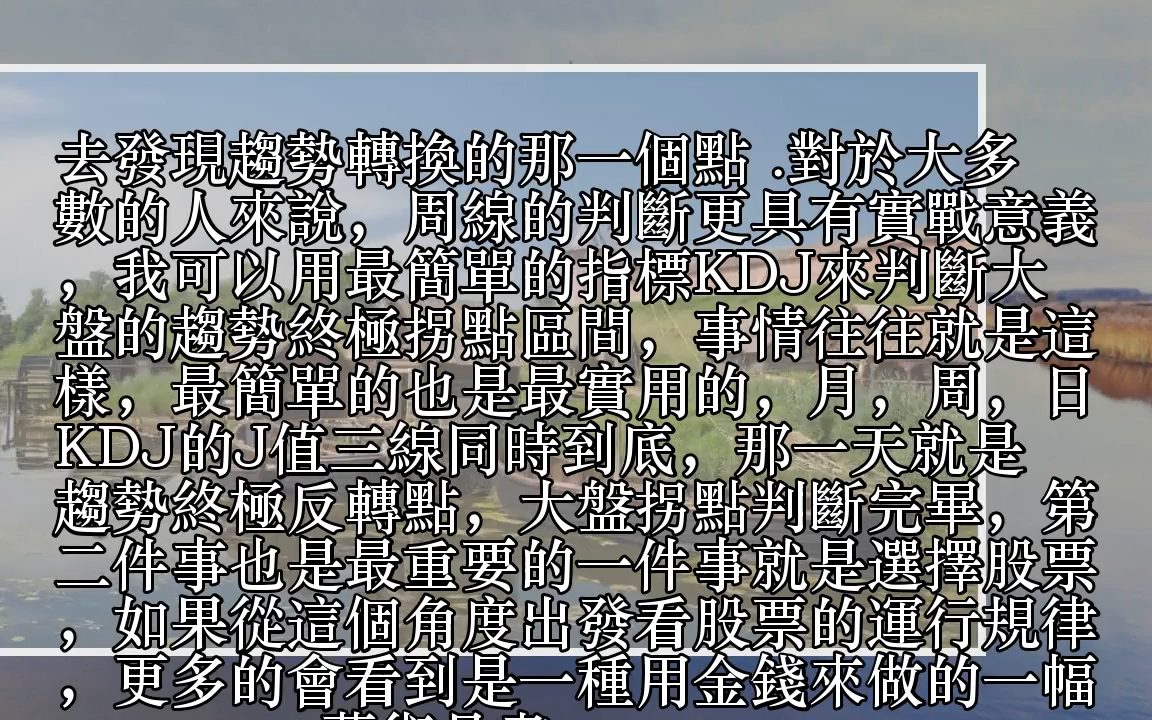 去發現趨勢轉換的那一個點 .對於大多
數的人來說，周線的判斷更具有實戰意義
，我可以用最簡單的指標KDJ來判斷大
盤的趨勢終極拐點區間，事情往往就是這
樣，最簡單的也是最實用的，月，周，日
KDJ的J值三線同時到底，那一天就是
趨勢終極反轉點，大盤拐點判斷完畢，第
二件事也是最重要的一件事就是選擇股票
，如果從這個角度出發看股票的運行規律
，更多的會看到是一種用金錢來做的一幅